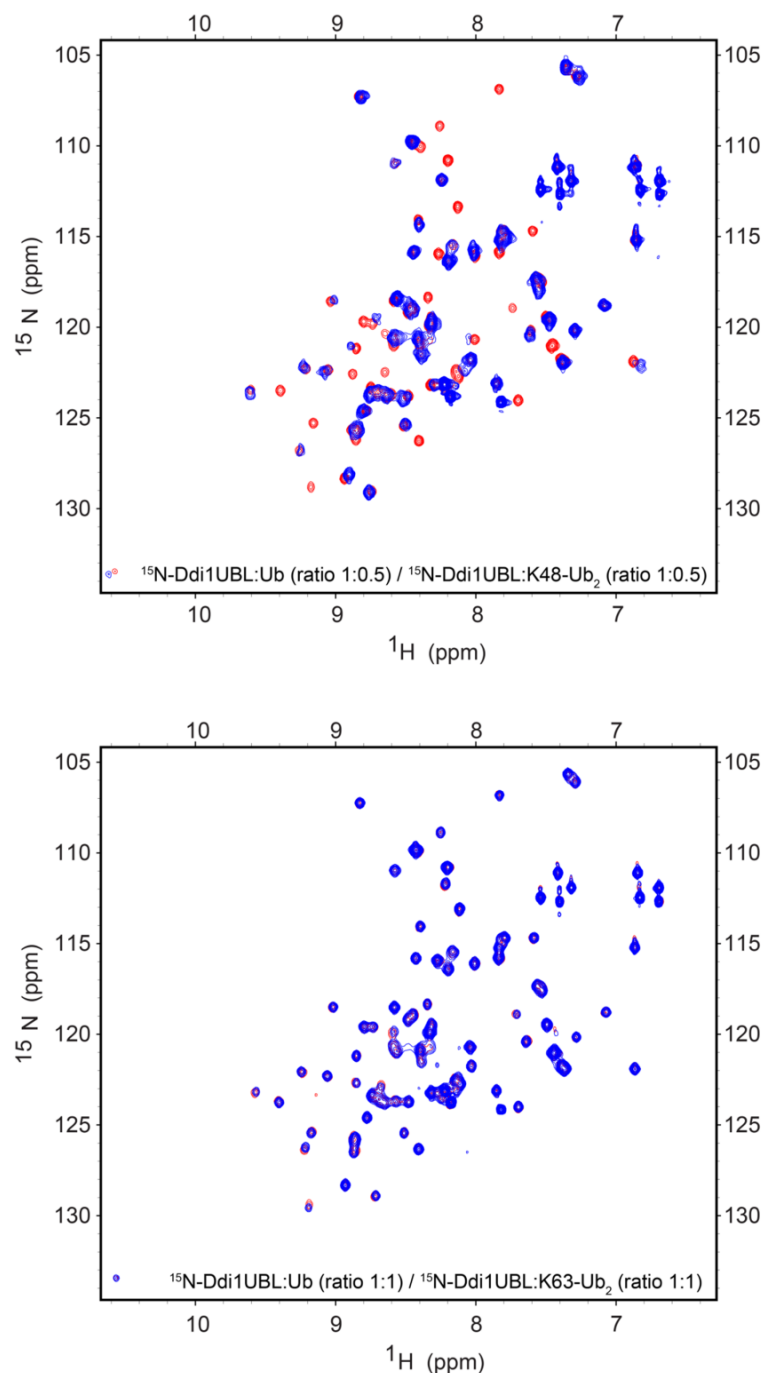 10 9 8 7
105 105
110 110
115 115
120 120
125 125
130 130
¹⁵N-Ddi1UBL:Ub (ratio 1:0.5) / ¹⁵N-Ddi1UBL:K48-Ub₂ (ratio 1:0.5)
10 9 8 7
¹H (ppm)
¹⁵N (ppm)
10 9 8 7
105 105
110 110
115 115
120 120
125 125
130 130
¹⁵N-Ddi1UBL:Ub (ratio 1:1) / ¹⁵N-Ddi1UBL:K63-Ub₂ (ratio 1:1)
10 9 8 7
¹H (ppm)
¹⁵N (ppm)